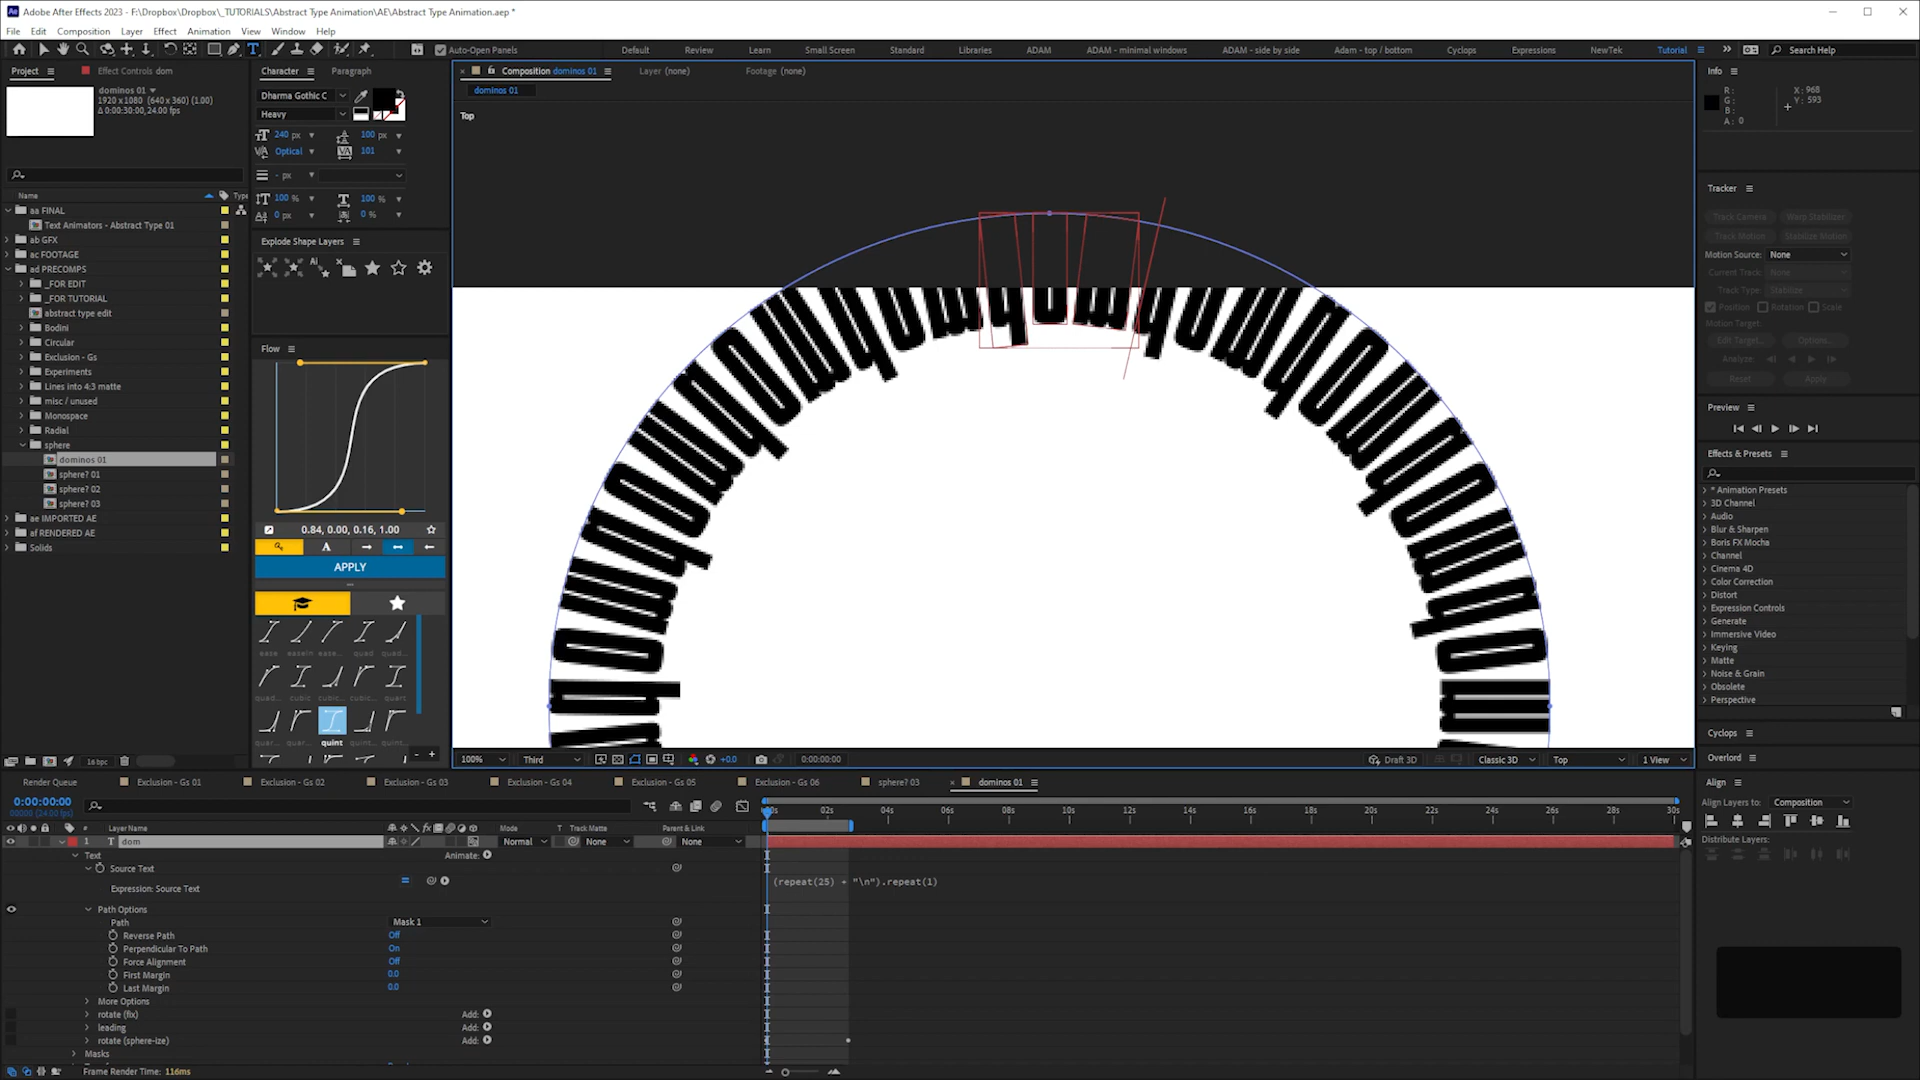 Adobe After Effects 2023 - F:\Dropbox\Dropbox\_TUTORIALS\Abstract Type Animation\AE\Abstract Type Animation.aep *
File Edit Composition Layer Effect Animation View Window Help
Auto-Open Panels Default Review Learn Small Screen Standard Libraries ADAM ADAM - minimal windows ADAM - side by side Adam - top / bottom Cyclops Expressions NewTek Tutorial Search Help
Project Effect Controls dom
dominos 01
1920 x 1080 (640 x 360) (1.00)
Δ 0:00:30:00, 24.00 fps
Name Type
aa FINAL
Text Animators - Abstract Type 01
ab GFX
ac FOOTAGE
ad PRECOMPS
_FOR EDIT
_FOR TUTORIAL
abstract type edit
Bodini
Circular
Exclusion - Gs
Experiments
Lines into 4:3 matte
misc / unused
Monospace
Radial
sphere
dominos 01
sphere? 01
sphere? 02
sphere? 03
ae IMPORTED AE
af RENDERED AE
Solids
16 bpc
Character Paragraph
Dharma Gothic C
Heavy
240 px 100 px
Optical 101
- px
100 % 100 %
0 px 0 %
Explode Shape Layers
Ai
Flow
0.84, 0.00, 0.16, 1.00
A
APPLY
ease easeIn ease... quad quad...
quad... cubic cubic... cubic... quart
quar... quar... quint quint... quint...
Composition dominos 01 Layer (none) Footage (none)
dominos 01
Top
100% Third +0.0 0:00:00:00 Draft 3D Classic 3D Top 1 View
Info
R: X: 968
G: Y: 593
B:
A: 0
Tracker
Track Camera Warp Stabilizer
Track Motion Stabilize Motion
Motion Source: None
Current Track: None
Track Type: Stabilize
Position Rotation Scale
Motion Target:
Edit Target... Options...
Analyze:
Reset Apply
Preview
Effects & Presets
* Animation Presets
3D Channel
Audio
Blur & Sharpen
Boris FX Mocha
Channel
Cinema 4D
Color Correction
Distort
Expression Controls
Generate
Immersive Video
Keying
Matte
Noise & Grain
Obsolete
Perspective
Cyclops
Overlord
Align
Align Layers to: Composition
Distribute Layers:
Render Queue Exclusion - Gs 01 Exclusion - Gs 02 Exclusion - Gs 03 Exclusion - Gs 04 Exclusion - Gs 05 Exclusion - Gs 06 sphere? 03 dominos 01
0:00:00:00
00000 (24.00 fps)
02s 04s 06s 08s 10s 12s 14s 16s 18s 20s 22s 24s 26s 28s 30s
# Layer Name Mode T Track Matte Parent & Link
1 T dom Normal None None
Text Animate:
Source Text
Expression: Source Text (repeat(25) + "\n").repeat(1)
Path Options
Path Mask 1
Reverse Path Off
Perpendicular To Path On
Force Alignment Off
First Margin 0.0
Last Margin 0.0
More Options
rotate (fix) Add:
leading Add:
rotate (sphere-ize) Add:
Masks
Frame Render Time: 116ms